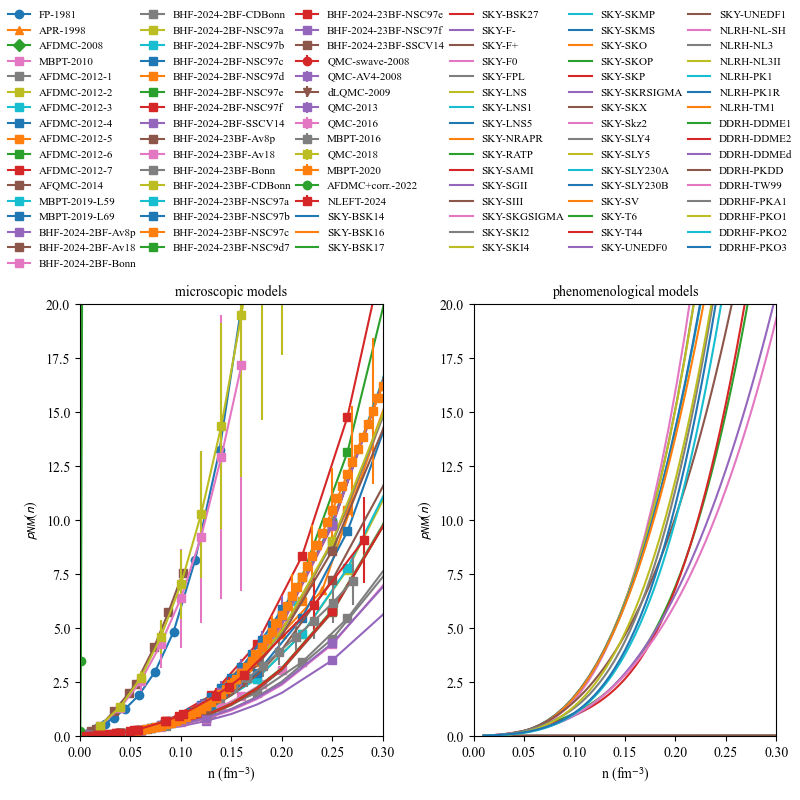 FP-1981
APR-1998
AFDMC-2008
MBPT-2010
AFDMC-2012-1
AFDMC-2012-2
AFDMC-2012-3
AFDMC-2012-4
AFDMC-2012-5
AFDMC-2012-6
AFDMC-2012-7
AFQMC-2014
MBPT-2019-L59
MBPT-2019-L69
BHF-2024-2BF-Av8p
BHF-2024-2BF-Av18
BHF-2024-2BF-Bonn
BHF-2024-2BF-CDBonn
BHF-2024-2BF-NSC97a
BHF-2024-2BF-NSC97b
BHF-2024-2BF-NSC97c
BHF-2024-2BF-NSC97d
BHF-2024-2BF-NSC97e
BHF-2024-2BF-NSC97f
BHF-2024-2BF-SSCV14
BHF-2024-23BF-Av8p
BHF-2024-23BF-Av18
BHF-2024-23BF-Bonn
BHF-2024-23BF-CDBonn
BHF-2024-23BF-NSC97a
BHF-2024-23BF-NSC97b
BHF-2024-23BF-NSC97c
BHF-2024-23BF-NSC9d7
BHF-2024-23BF-NSC97e
BHF-2024-23BF-NSC97f
BHF-2024-23BF-SSCV14
QMC-swave-2008
QMC-AV4-2008
dLQMC-2009
QMC-2013
QMC-2016
MBPT-2016
QMC-2018
MBPT-2020
AFDMC+corr.-2022
NLEFT-2024
SKY-BSK14
SKY-BSK16
SKY-BSK17
SKY-BSK27
SKY-F-
SKY-F+
SKY-F0
SKY-FPL
SKY-LNS
SKY-LNS1
SKY-LNS5
SKY-NRAPR
SKY-RATP
SKY-SAMI
SKY-SGII
SKY-SIII
SKY-SKGSIGMA
SKY-SKI2
SKY-SKI4
SKY-SKMP
SKY-SKMS
SKY-SKO
SKY-SKOP
SKY-SKP
SKY-SKRSIGMA
SKY-SKX
SKY-Skz2
SKY-SLY4
SKY-SLY5
SKY-SLY230A
SKY-SLY230B
SKY-SV
SKY-T6
SKY-T44
SKY-UNEDF0
SKY-UNEDF1
NLRH-NL-SH
NLRH-NL3
NLRH-NL3II
NLRH-PK1
NLRH-PK1R
NLRH-TM1
DDRH-DDME1
DDRH-DDME2
DDRH-DDMEd
DDRH-PKDD
DDRH-TW99
DDRHF-PKA1
DDRHF-PKO1
DDRHF-PKO2
DDRHF-PKO3
microscopic models
20.0
17.5
15.0
12.5
10.0
7.5
5.0
2.5
0.0
0.00 0.05 0.10 0.15 0.20 0.25 0.30
n (fm⁻³)
pNM(n)
phenomenological models
20.0
17.5
15.0
12.5
10.0
7.5
5.0
2.5
0.0
0.00 0.05 0.10 0.15 0.20 0.25 0.30
n (fm⁻³)
pNM(n)